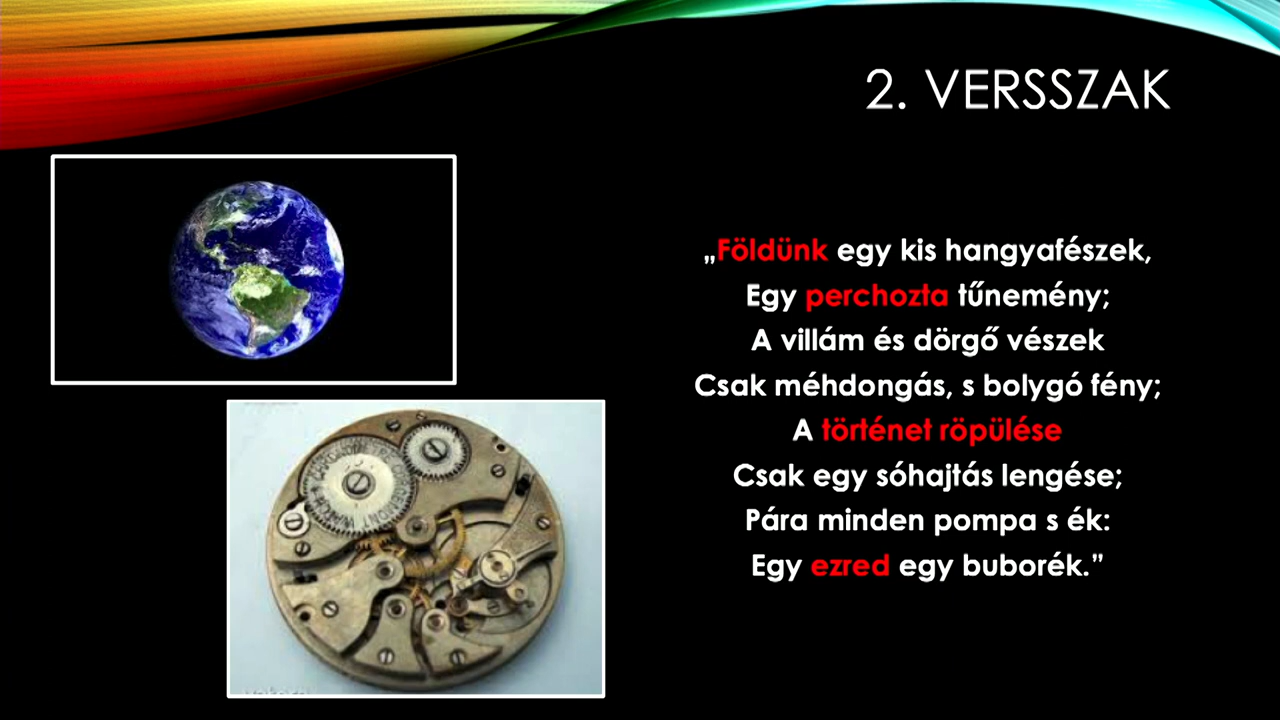 2. VERSSZAK
„Földünk egy kis hangyafészek,
Egy perchozta tűnemény;
A villám és dörgő vészek
Csak méhdongás, s bolygó fény;
A történet röpülése
Csak egy sóhajtás lengése;
Pára minden pompa s ék:
Egy ezred egy buborék.”